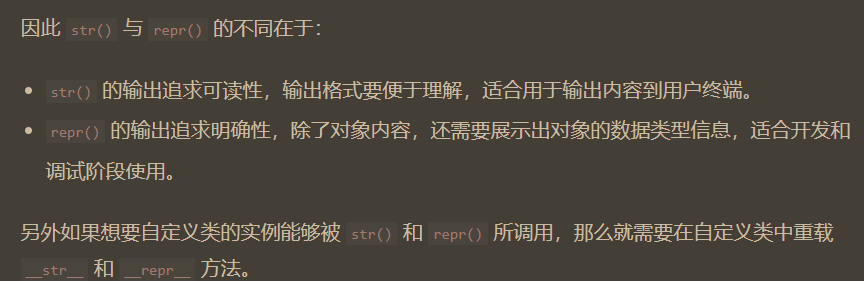 因此 str() 与 repr() 的不同在于：
str() 的输出追求可读性，输出格式要便于理解，适合用于输出内容到用户终端。
repr() 的输出追求明确性，除了对象内容，还需要展示出对象的数据类型信息，适合开发和
调试阶段使用。
另外如果想要自定义类的实例能够被 str() 和 repr() 所调用，那么就需要在自定义类中重载
__str__ 和 __repr__ 方法。